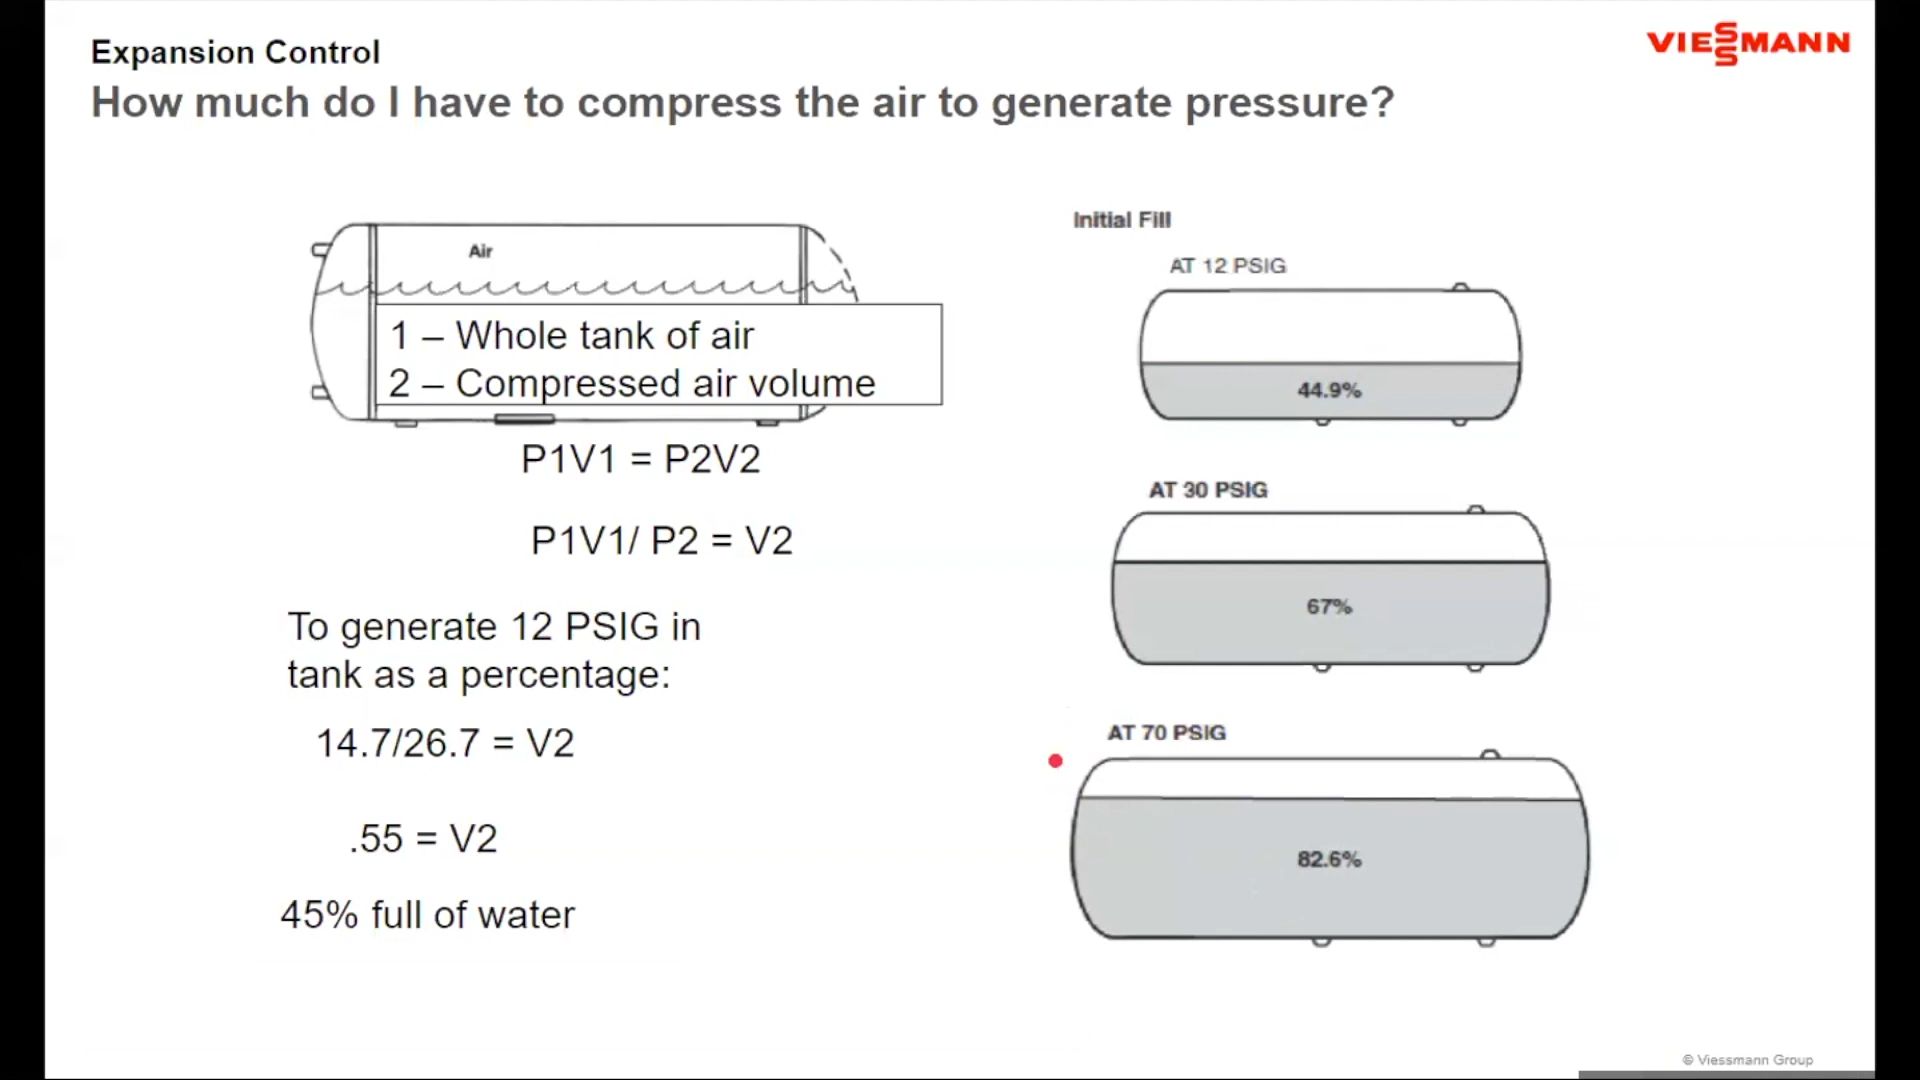 Expansion Control
VIESSMANN
How much do I have to compress the air to generate pressure?
Air
1 – Whole tank of air
2 – Compressed air volume
P1V1 = P2V2
P1V1/ P2 = V2
To generate 12 PSIG in
tank as a percentage:
14.7/26.7 = V2
.55 = V2
45% full of water
Initial Fill
AT 12 PSIG
44.9%
AT 30 PSIG
67%
AT 70 PSIG
82.6%
© Viessmann Group